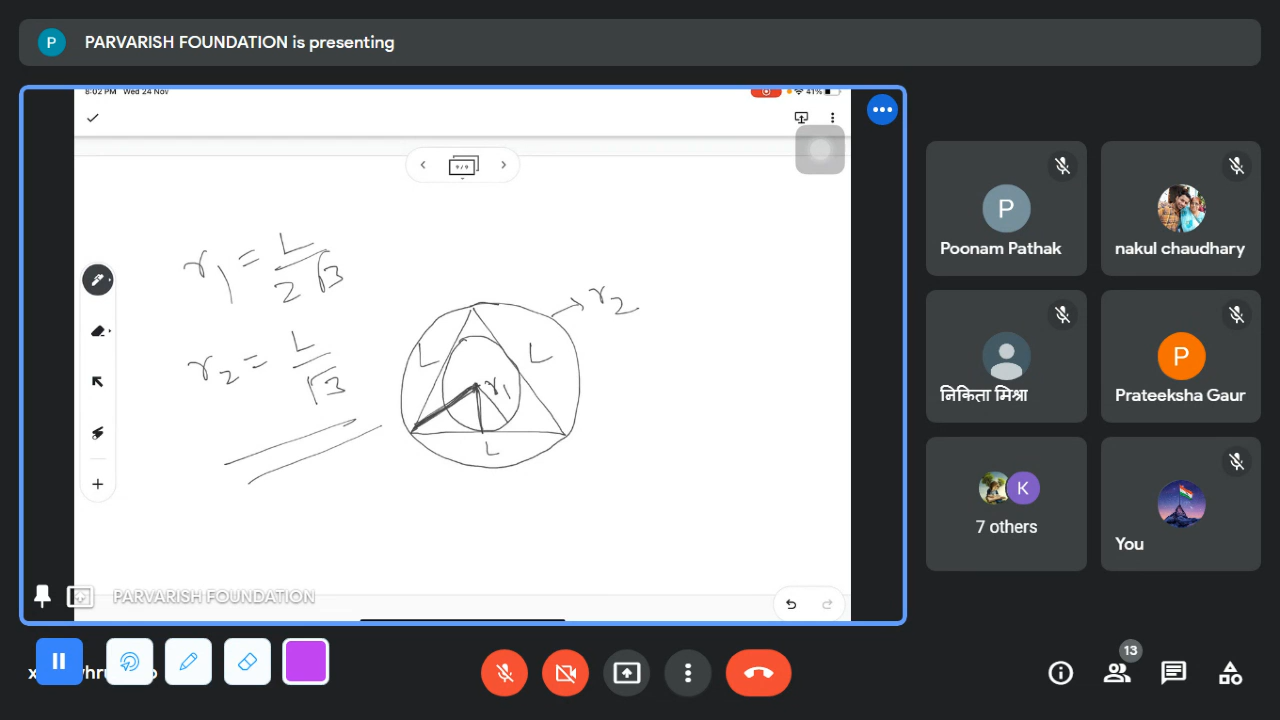 P PARVARISH FOUNDATION is presenting
8:02 PM Wed 24 Nov
41%
r1 = L/2√3
r2 = L/√3
r2
L
L
r1
L
PARVARISH FOUNDATION
P
Poonam Pathak
nakul chaudhary
निकिता मिश्रा
P
Prateeksha Gaur
K
7 others
You
13